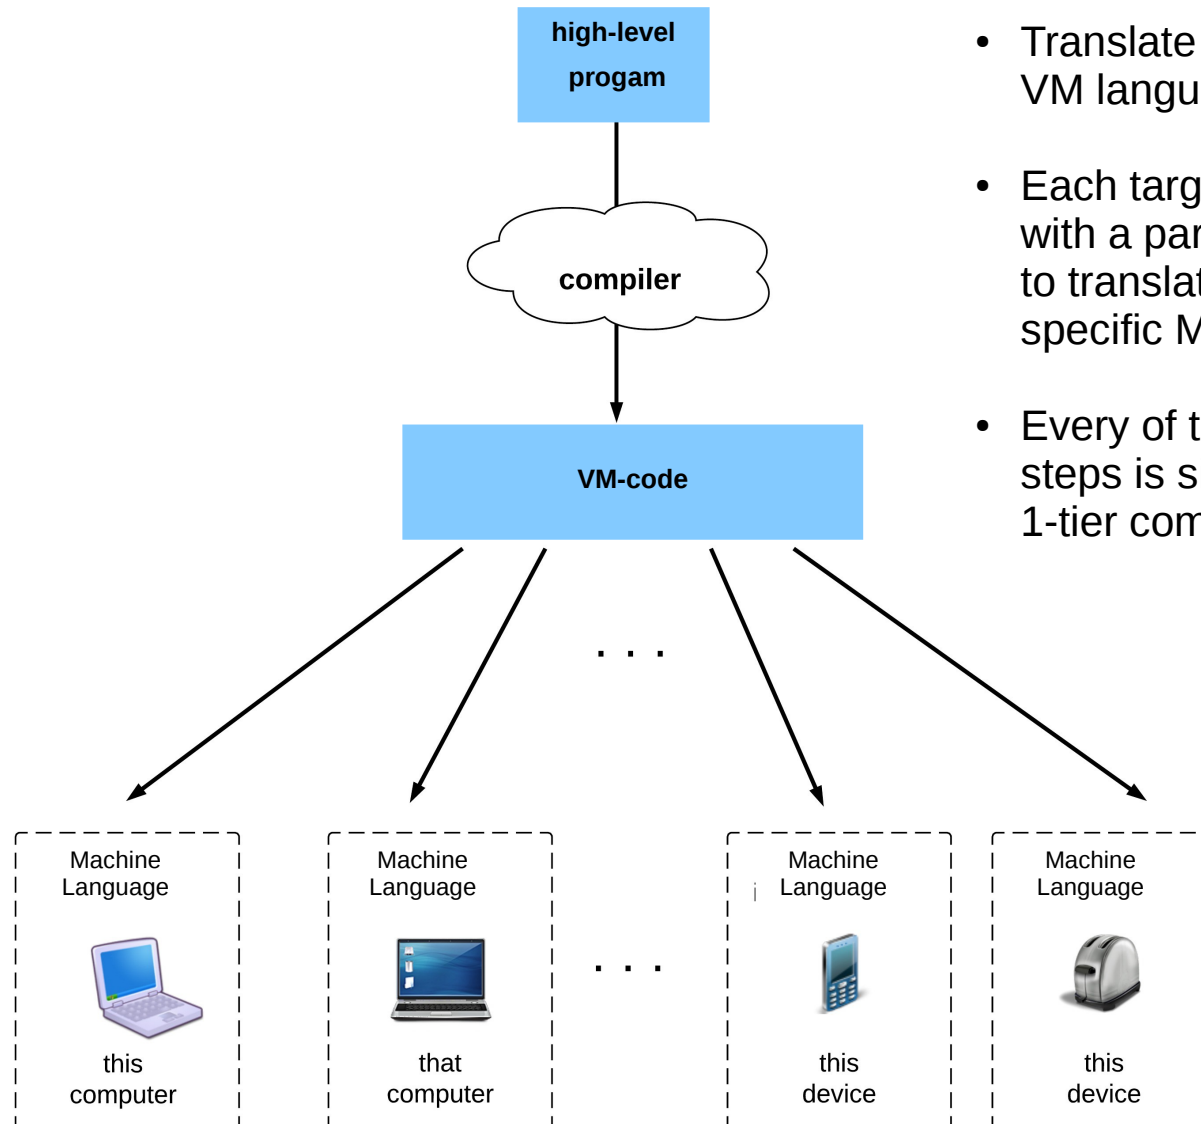 high-level
progam
compiler
VM-code
. . .
Machine
Language
this
computer
Machine
Language
that
computer
. . .
Machine
Language
this
device
Machine
Language
this
device
• Translate
VM langu
• Each targ
with a par
to translat
specific M
• Every of t
steps is s
1-tier com